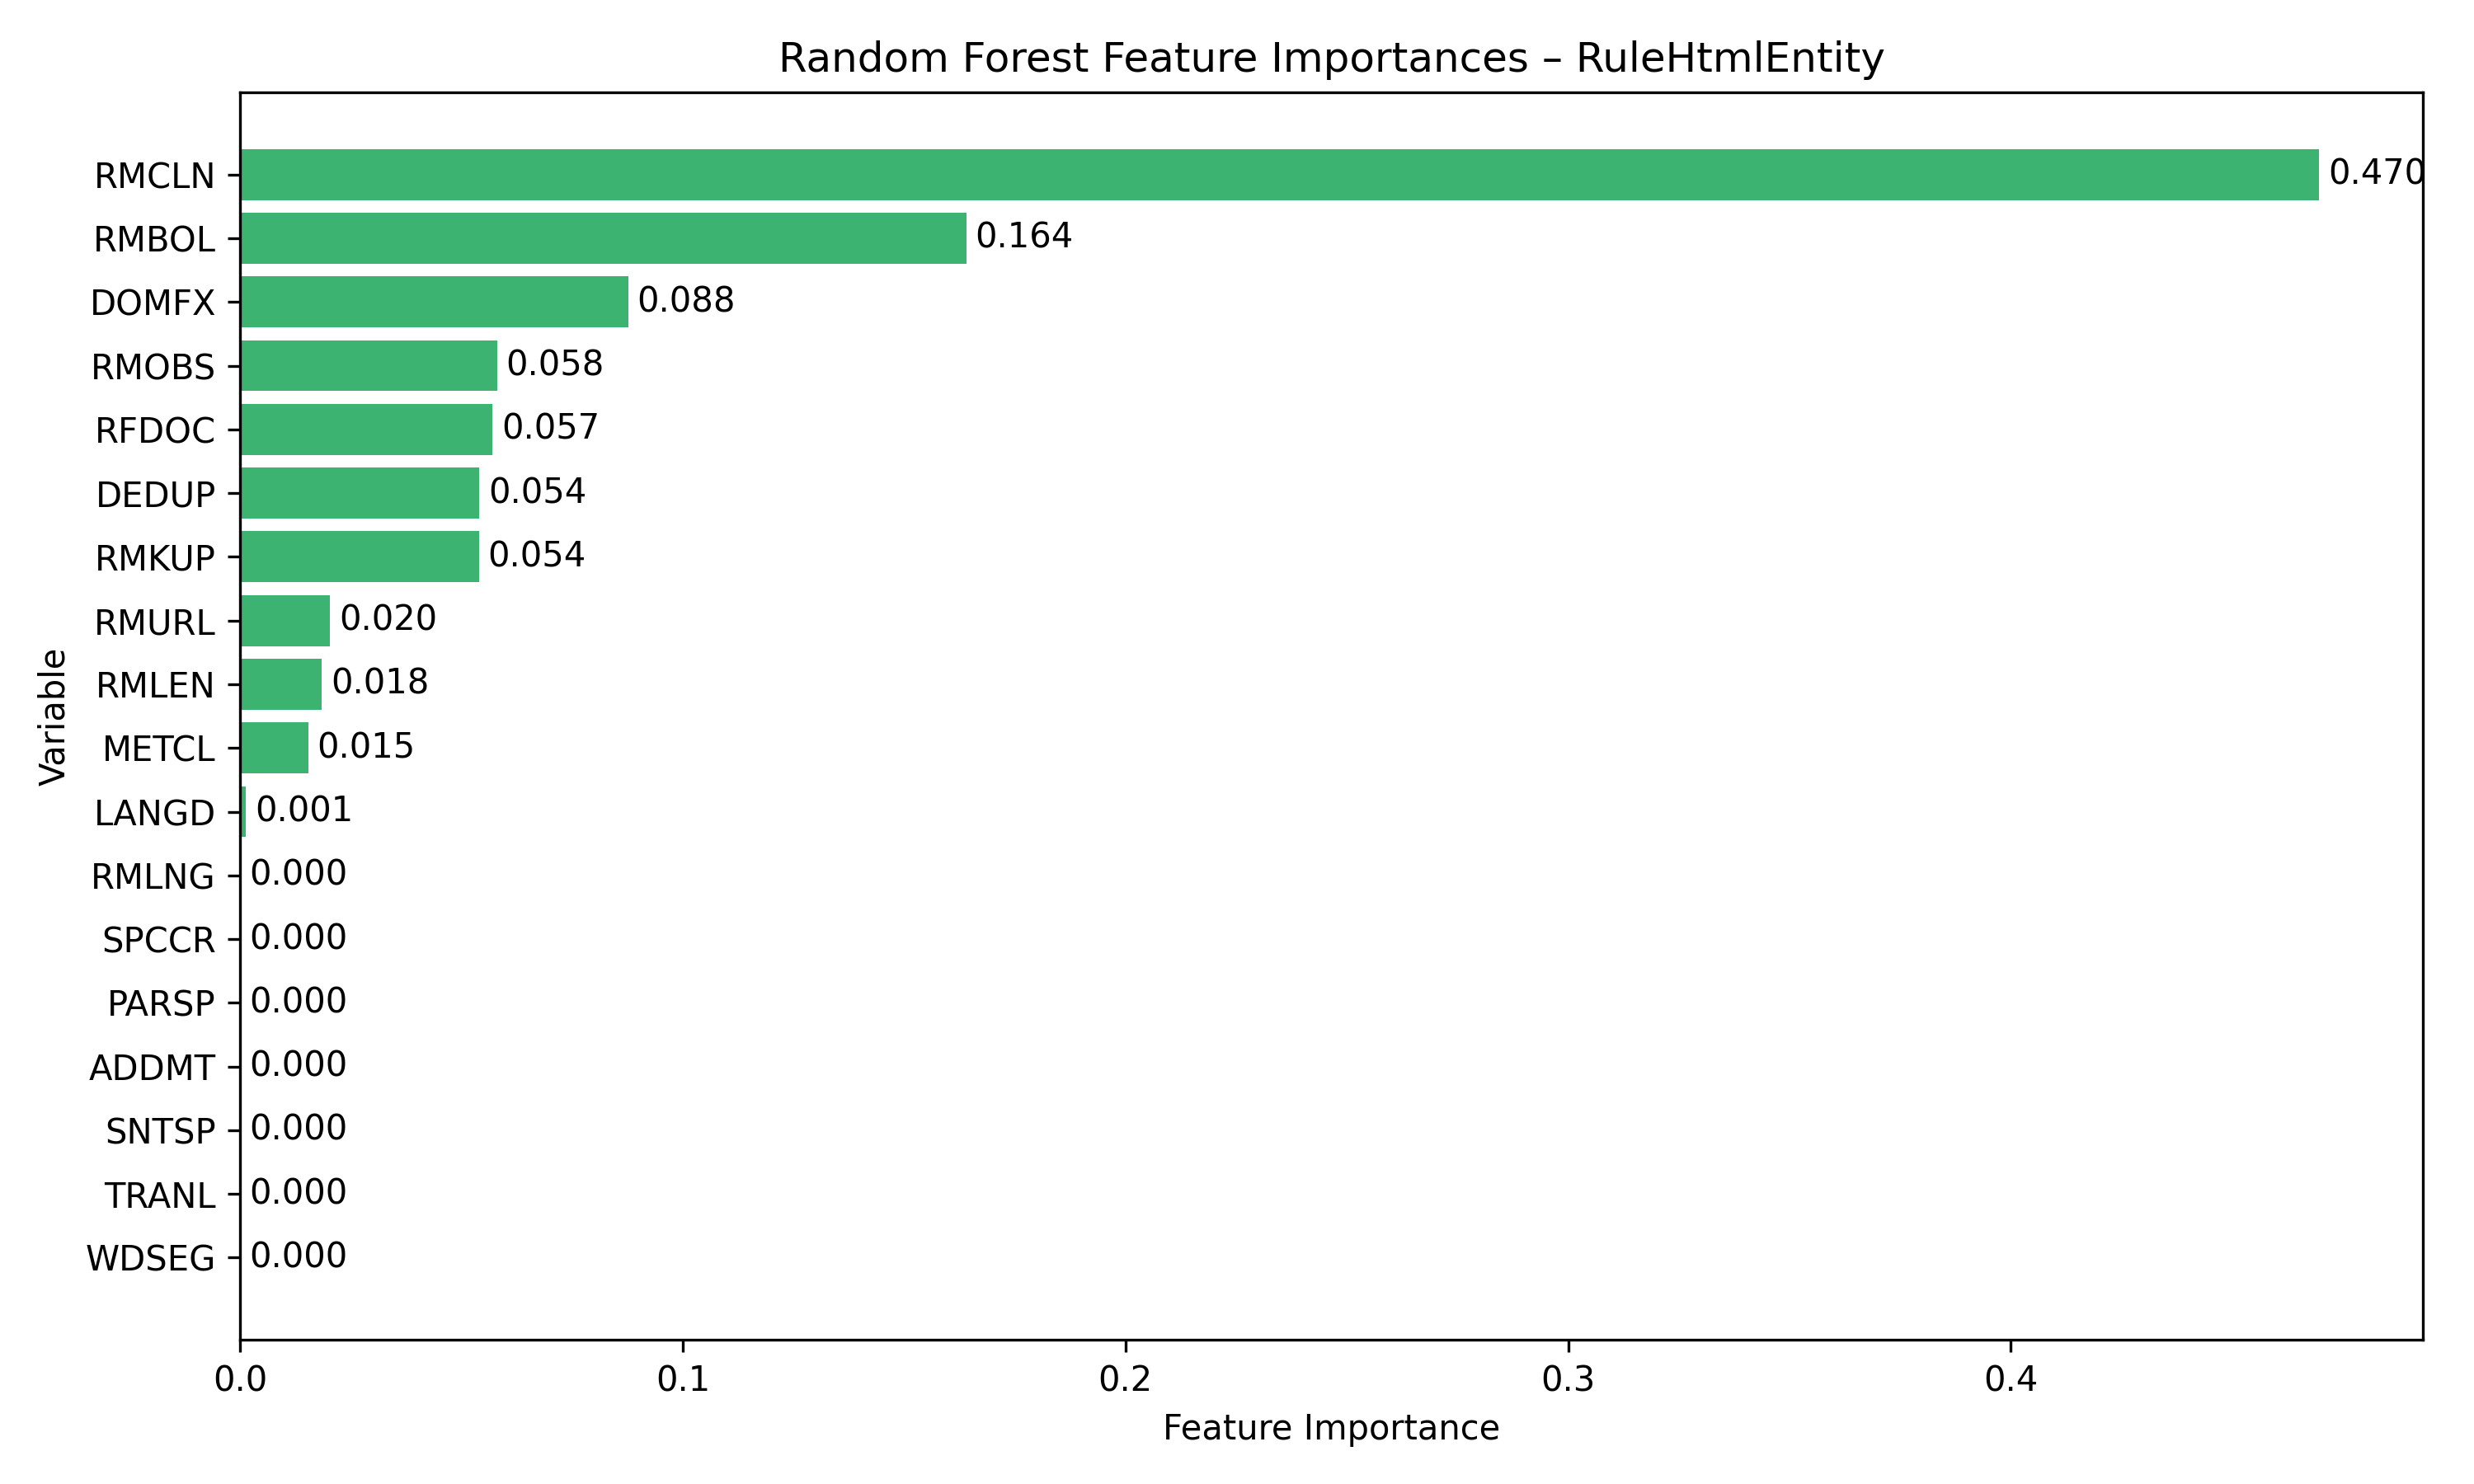 Random Forest Feature Importances – RuleHtmlEntity
RMCLN 0.470
RMBOL 0.164
DOMFX 0.088
RMOBS 0.058
RFDOC 0.057
DEDUP 0.054
RMKUP 0.054
RMURL 0.020
RMLEN 0.018
METCL 0.015
LANGD 0.001
RMLNG 0.000
SPCCR 0.000
PARSP 0.000
ADDMT 0.000
SNTSP 0.000
TRANL 0.000
WDSEG 0.000
Variable
0.0 0.1 0.2 0.3 0.4
Feature Importance